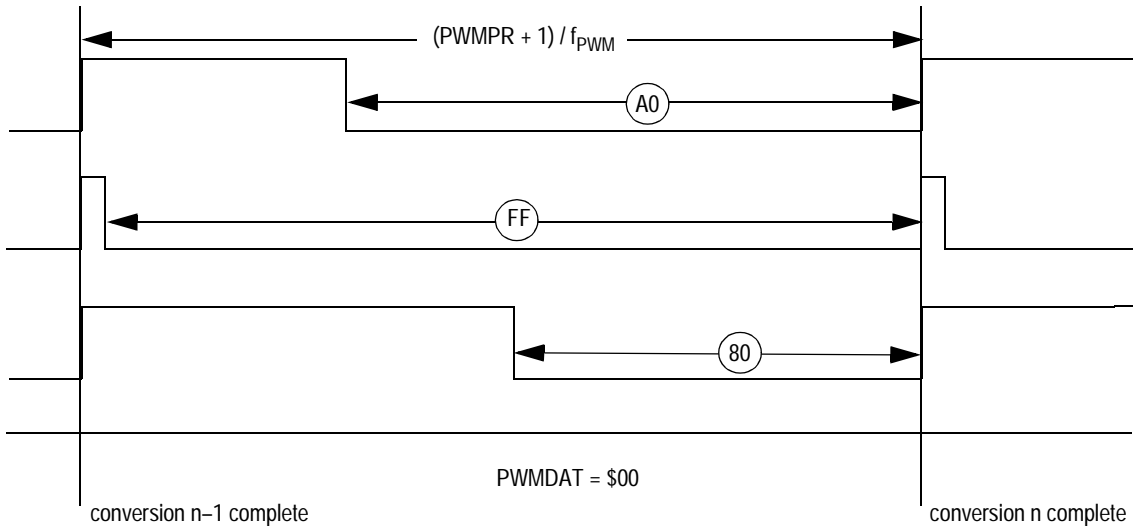 (PWMPR + 1) / fPWM
A0
FF
80
PWMDAT = $00
conversion n–1 complete
conversion n complete